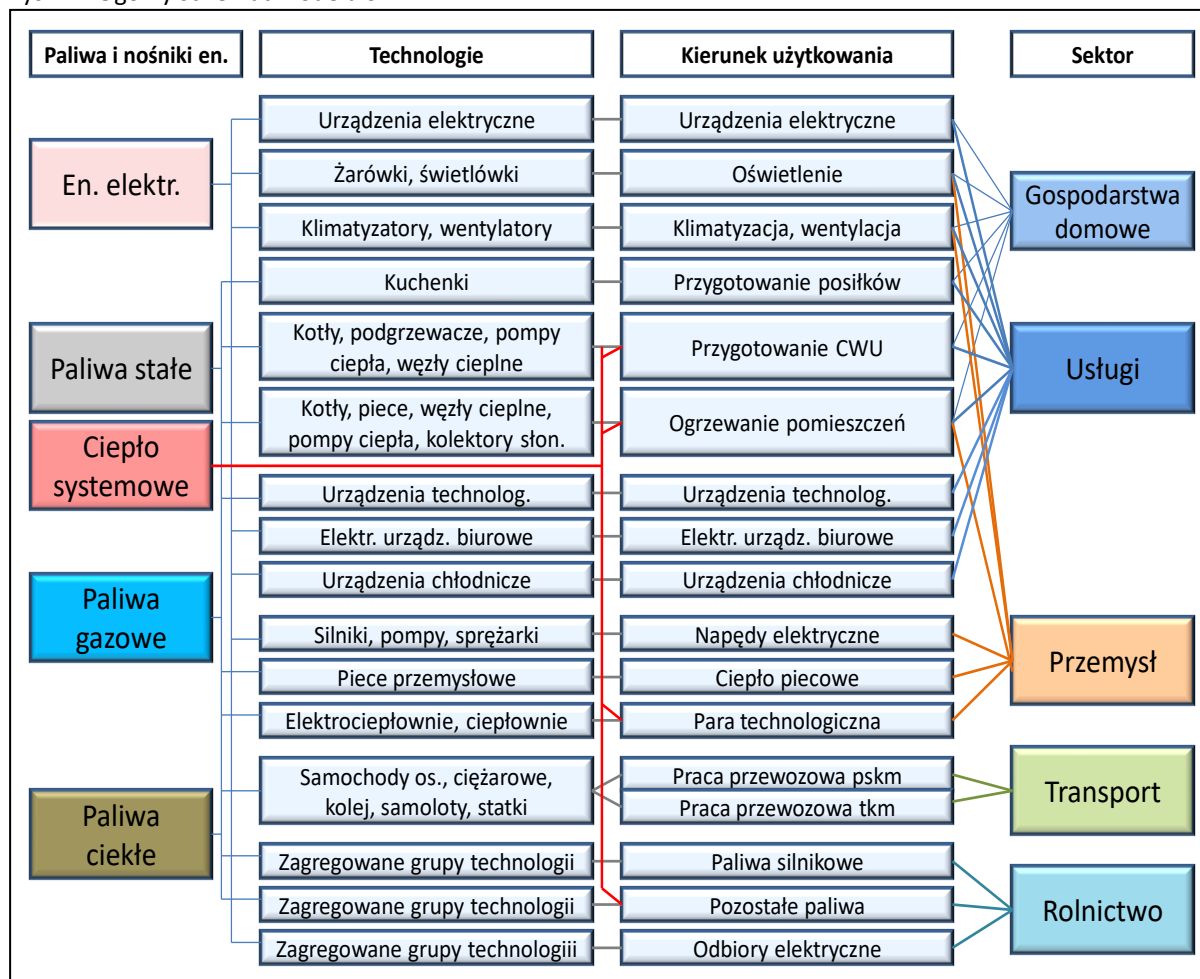 Paliwa i nośniki en.
Technologie
Kierunek użytkowania
Sektor
En. elektr.
Paliwa stałe
Ciepło
systemowe
Paliwa
gazowe
Paliwa
ciekłe
Urządzenia elektryczne
Żarówki, świetlówki
Klimatyzatory, wentylatory
Kuchenki
Kotły, podgrzewacze, pompy
ciepła, węzły cieplne
Kotły, piece, węzły cieplne,
pompy ciepła, kolektory słon.
Urządzenia technolog.
Elektr. urządz. biurowe
Urządzenia chłodnicze
Silniki, pompy, sprężarki
Piece przemysłowe
Elektrociepłownie, ciepłownie
Samochody os., ciężarowe,
kolej, samoloty, statki
Zagregowane grupy technologii
Zagregowane grupy technologii
Zagregowane grupy technologiii
Urządzenia elektryczne
Oświetlenie
Klimatyzacja, wentylacja
Przygotowanie posiłków
Przygotowanie CWU
Ogrzewanie pomieszczeń
Urządzenia technolog.
Elektr. urządz. biurowe
Urządzenia chłodnicze
Napędy elektryczne
Ciepło piecowe
Para technologiczna
Praca przewozowa pskm
Praca przewozowa tkm
Paliwa silnikowe
Pozostałe paliwa
Odbiory elektryczne
Gospodarstwa
domowe
Usługi
Przemysł
Transport
Rolnictwo